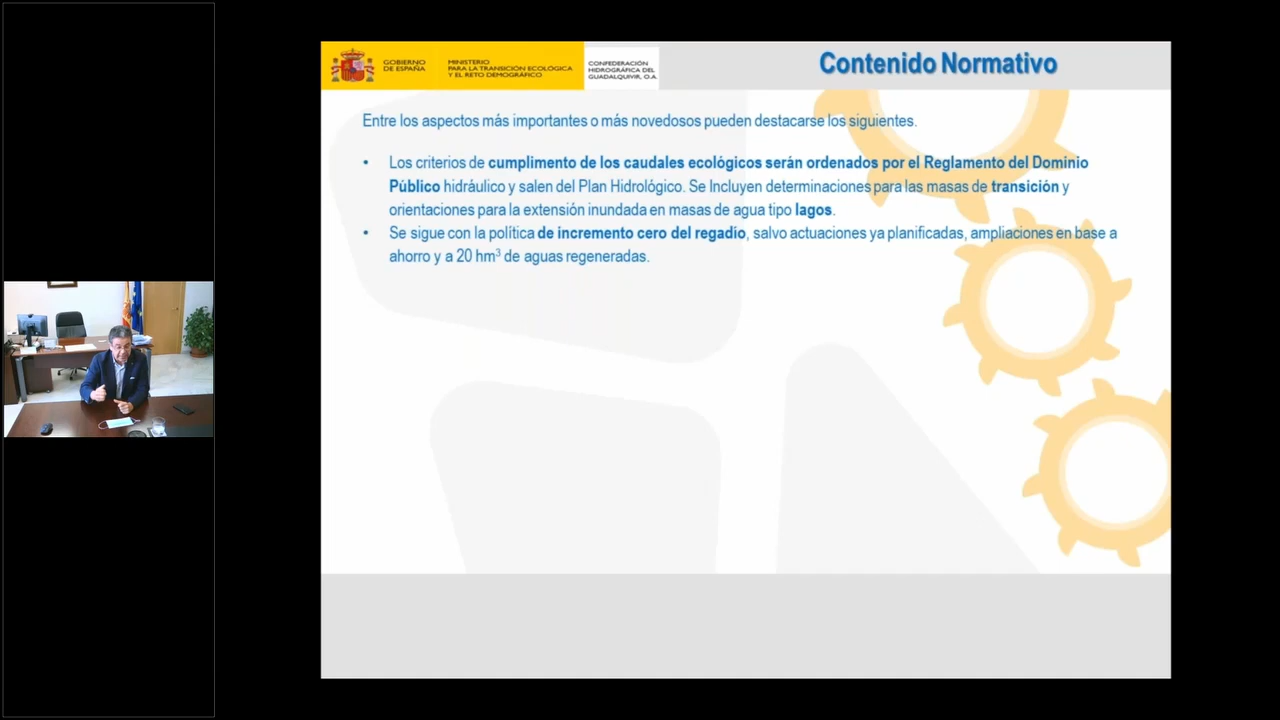 GOBIERNO
DE ESPAÑA
MINISTERIO
PARA LA TRANSICIÓN ECOLÓGICA
Y EL RETO DEMOGRÁFICO
CONFEDERACIÓN
HIDROGRÁFICA DEL
GUADALQUIVIR, O.A.
Contenido Normativo
Entre los aspectos más importantes o más novedosos pueden destacarse los siguientes.
• Los criterios de cumplimento de los caudales ecológicos serán ordenados por el Reglamento del Dominio
Público hidráulico y salen del Plan Hidrológico. Se Incluyen determinaciones para las masas de transición y
orientaciones para la extensión inundada en masas de agua tipo lagos.
• Se sigue con la política de incremento cero del regadío, salvo actuaciones ya planificadas, ampliaciones en base a
ahorro y a 20 hm³ de aguas regeneradas.